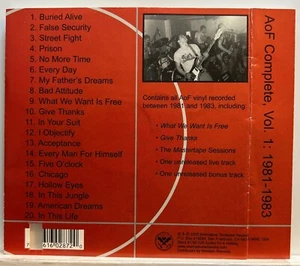 1. Buried Alive
2. False Security
3. Street Fight
4. Prison
5. No More Time
6. Every Day
7. My Father's Dreams
8. Bad Attitude
9. What We Want Is Free
10. Give Thanks
11. In Your Suit
12. I Objectify
13. Acceptance
14. Every Man For Himself
15. Five O'clock
16. Chicago
17. Hollow Eyes
18. In This Jungle
19. American Dreams
20. In This Life
Contains all AoF vinyl recorded
between 1981 and 1983, including:
• What We Want Is Free
• Give Thanks
• The Mastertape Sessions
• One unreleased live track
• One unreleased bonus track
AoF Complete, Vol. 1: 1981-1983
616102872